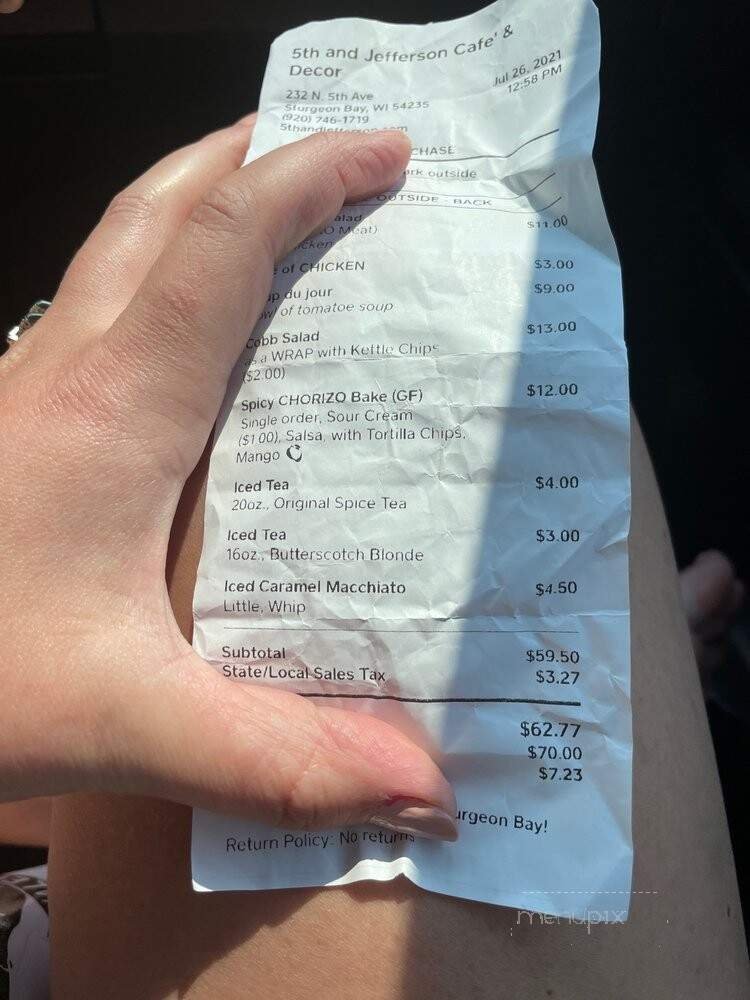 5th and Jefferson Cafe' &
Decor
Jul 26, 2021
12:58 PM
232 N. 5th Ave
Sturgeon Bay, WI 54235
(920) 746-1719
CHASE
outside
OUTSIDE - BACK
alad $11.00
O Meat)
cken
of CHICKEN $3.00
up du jour $9.00
of tomatoe soup
Cobb Salad $13.00
as a WRAP with Kettle Chips
($2.00)
Spicy CHORIZO Bake (GF) $12.00
Single order, Sour Cream
($1.00), Salsa, with Tortilla Chips,
Mango
Iced Tea $4.00
20oz., Original Spice Tea
Iced Tea $3.00
16oz., Butterscotch Blonde
Iced Caramel Macchiato $4.50
Little, Whip
Subtotal $59.50
State/Local Sales Tax $3.27
$62.77
$70.00
$7.23
urgeon Bay!
Return Policy: No returns
menupix